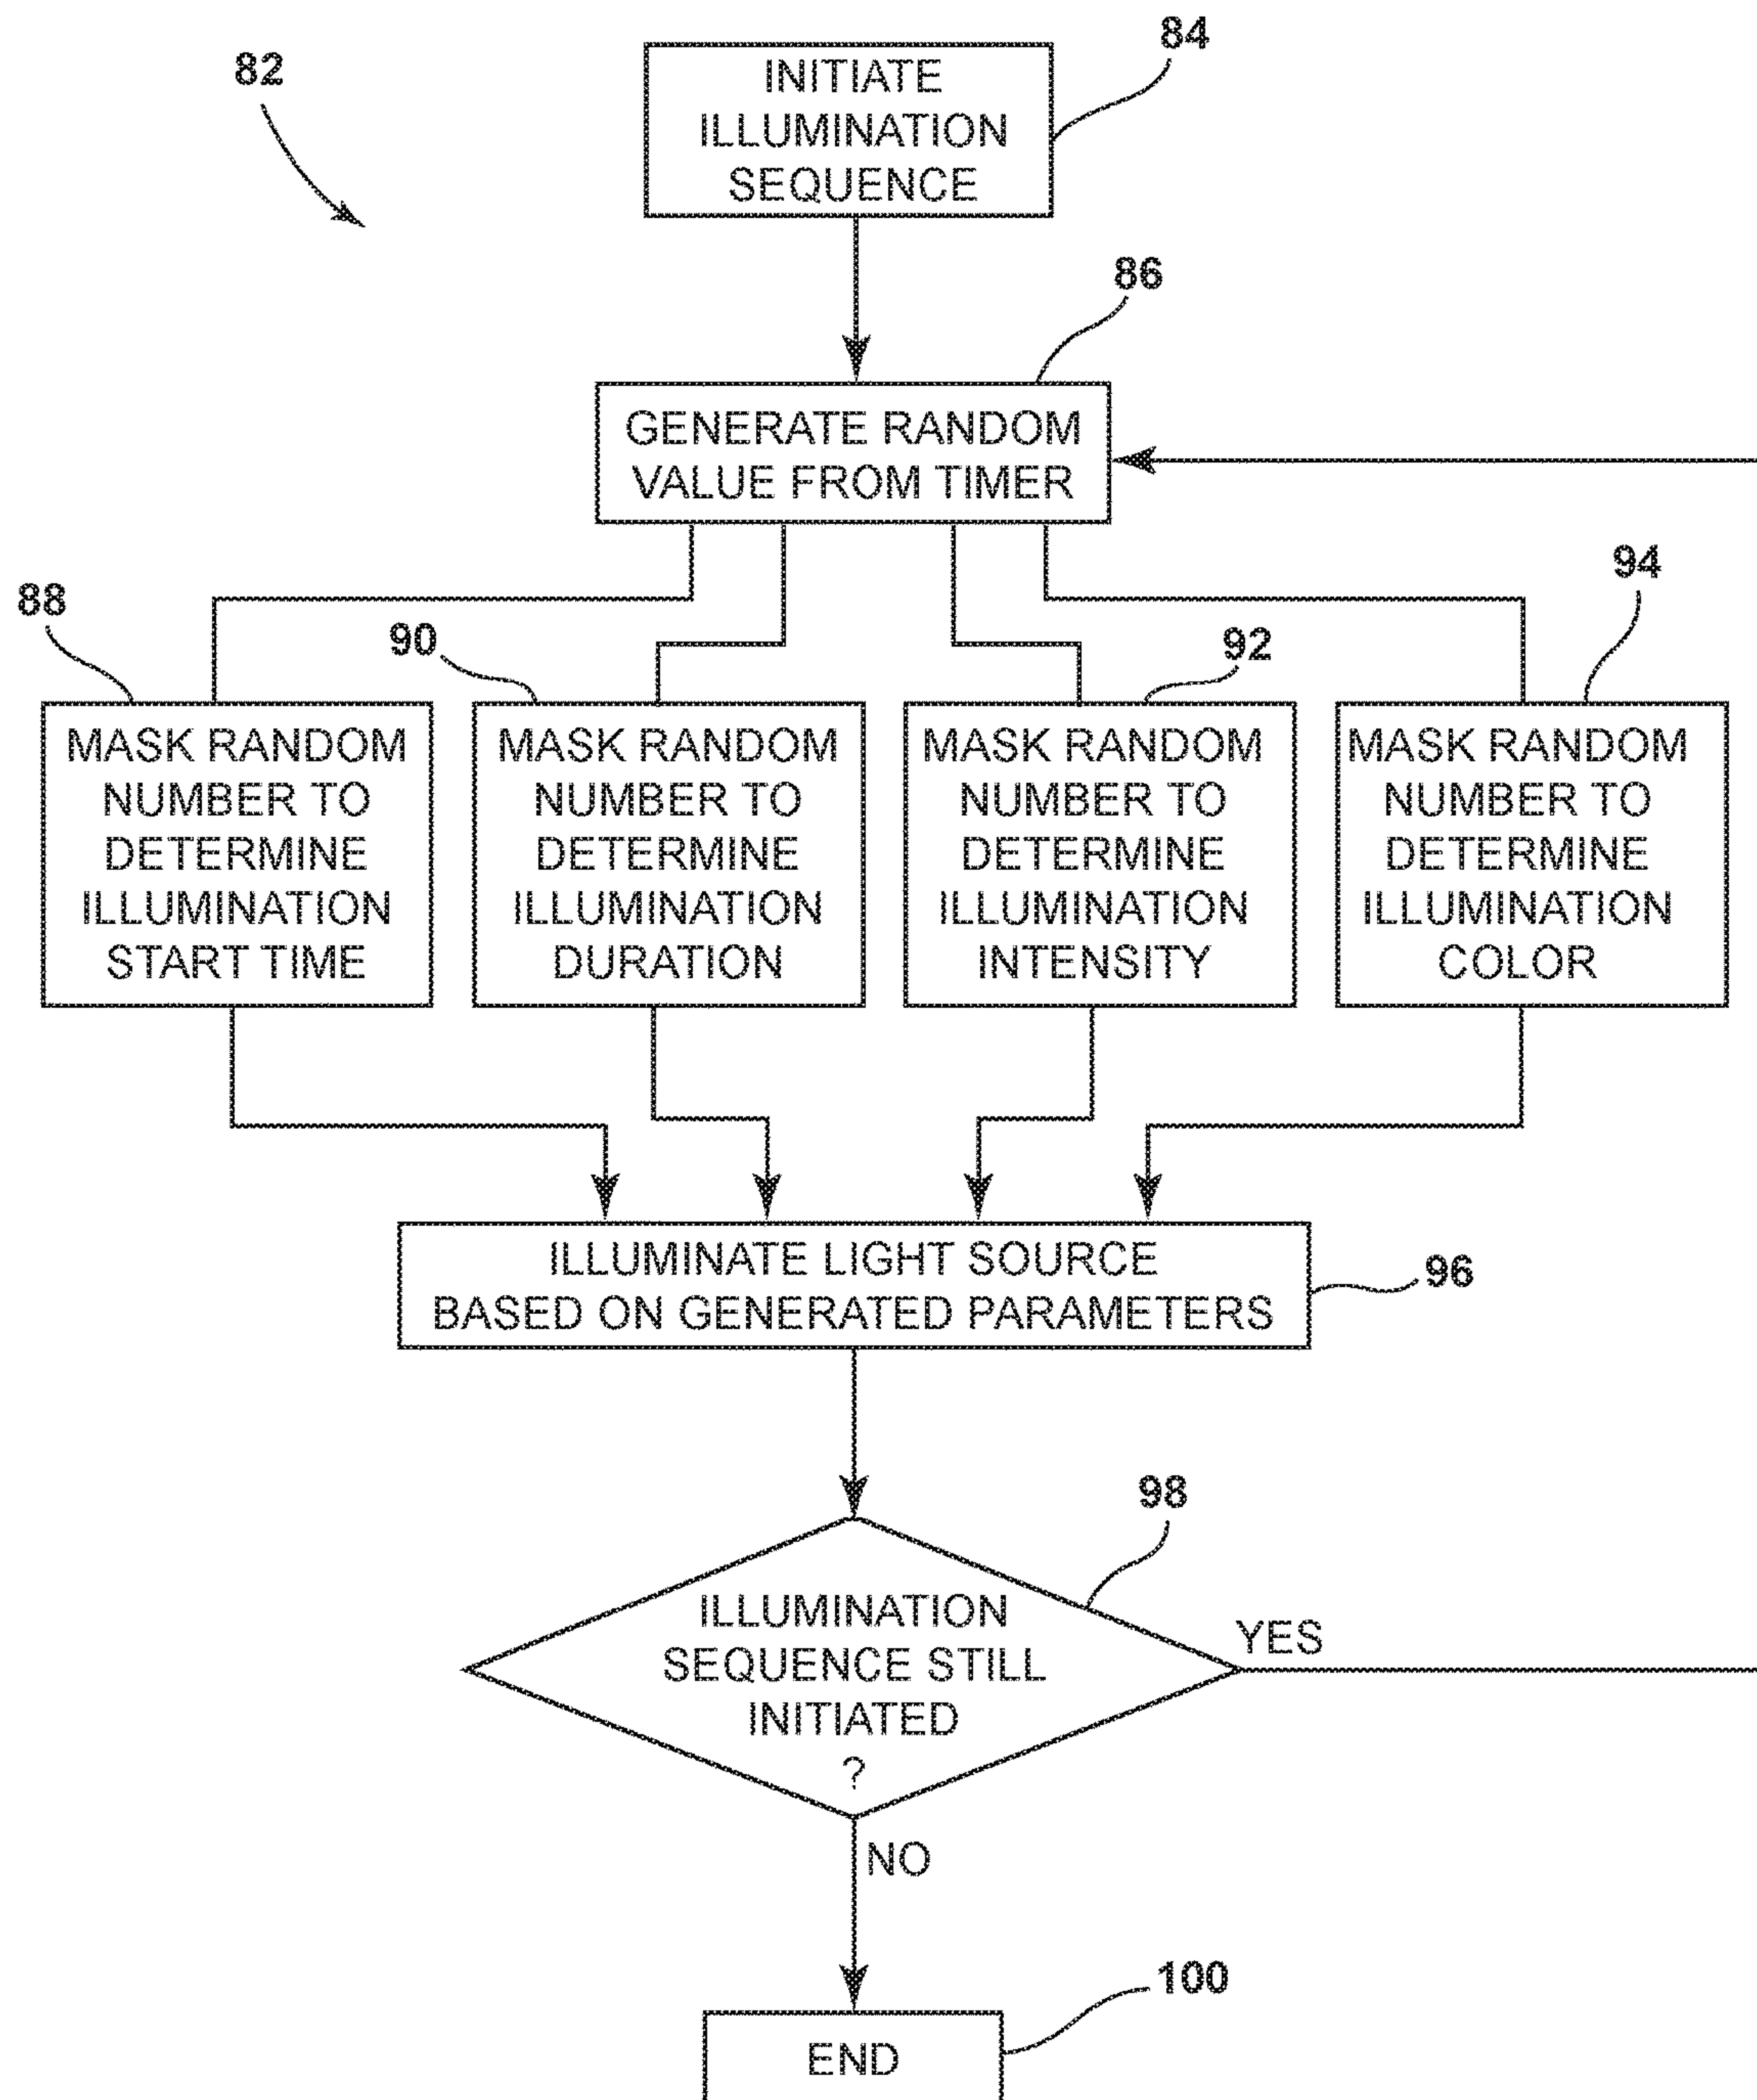 82
84
INITIATE
ILLUMINATION
SEQUENCE
86
GENERATE RANDOM
VALUE FROM TIMER
88
MASK RANDOM
NUMBER TO
DETERMINE
ILLUMINATION
START TIME
90
MASK RANDOM
NUMBER TO
DETERMINE
ILLUMINATION
DURATION
92
MASK RANDOM
NUMBER TO
DETERMINE
ILLUMINATION
INTENSITY
94
MASK RANDOM
NUMBER TO
DETERMINE
ILLUMINATION
COLOR
ILLUMINATE LIGHT SOURCE
BASED ON GENERATED PARAMETERS
96
98
ILLUMINATION
SEQUENCE STILL
INITIATED
?
YES
NO
100
END